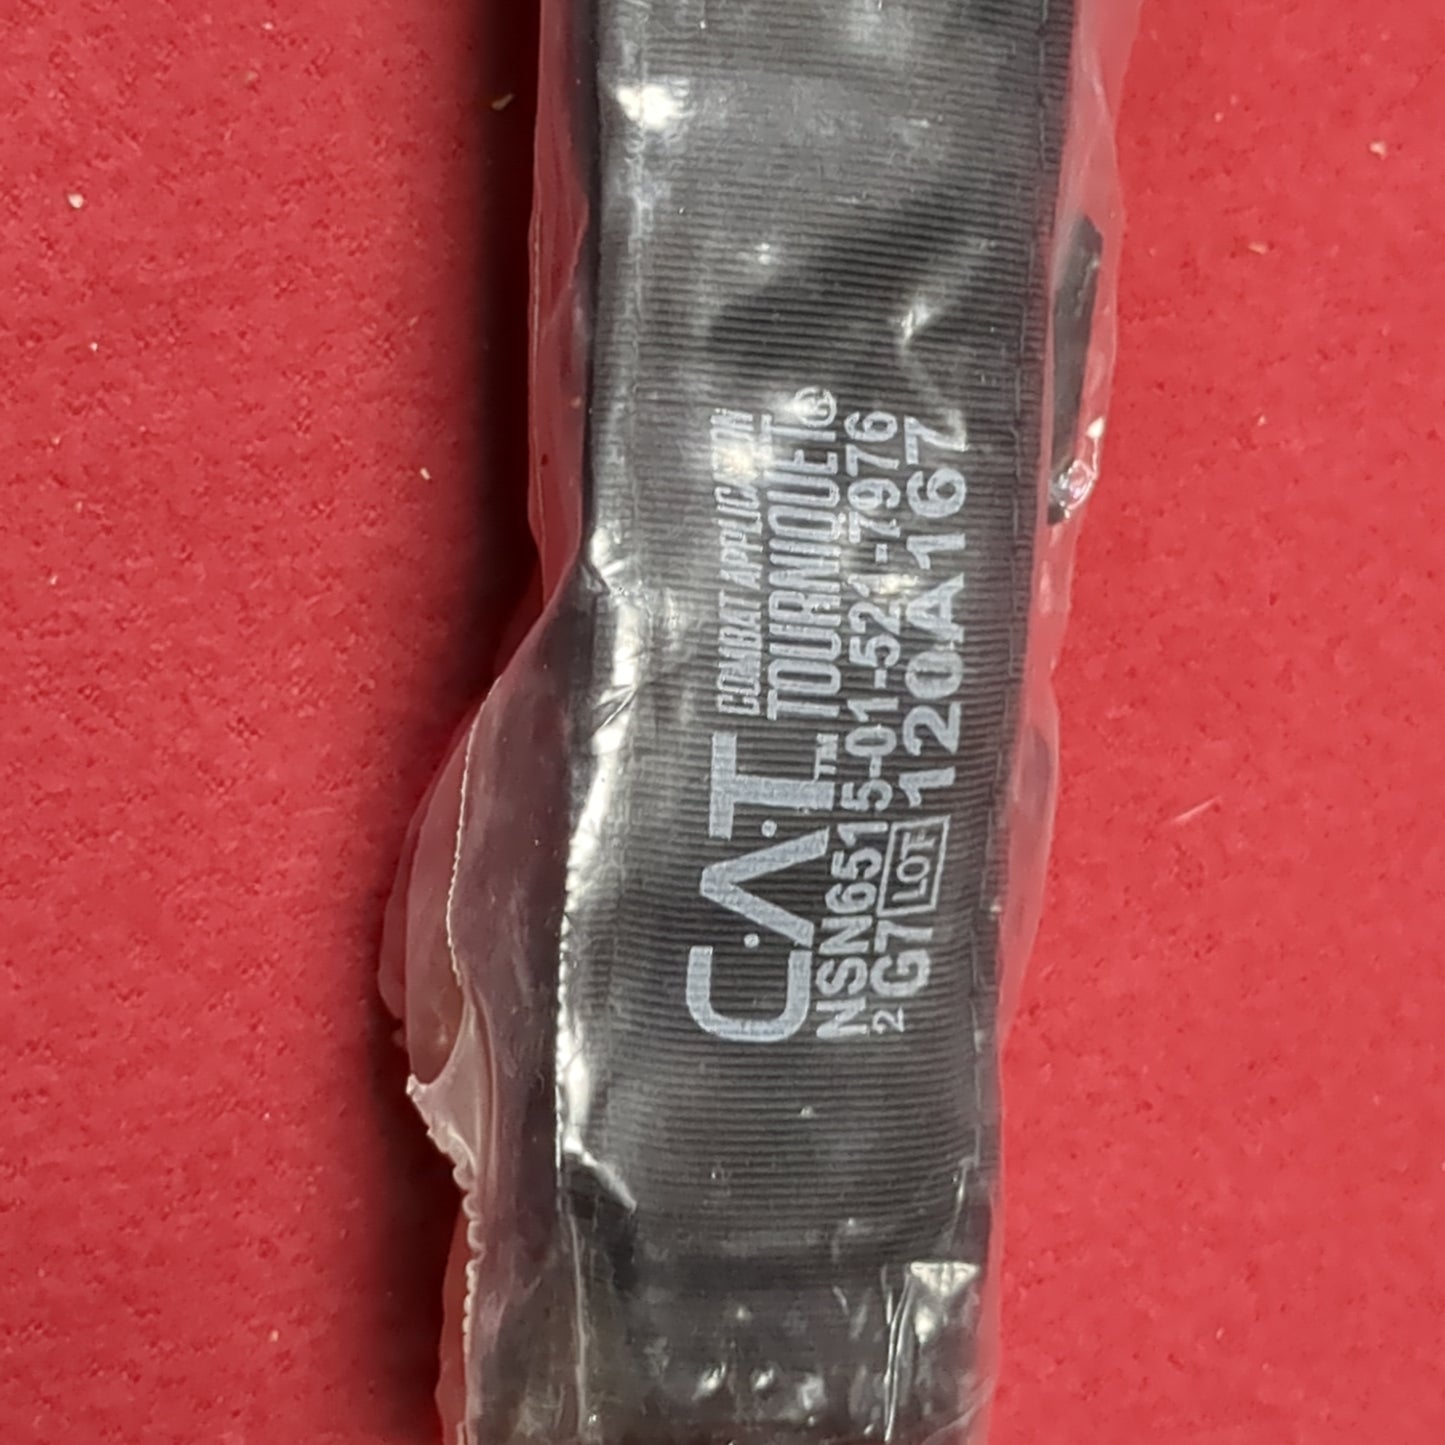 C·A·T™
COMBAT APPLICATION
TOURNIQUET®
NSN6515-01-521-7976
2G7 LOT 120A167